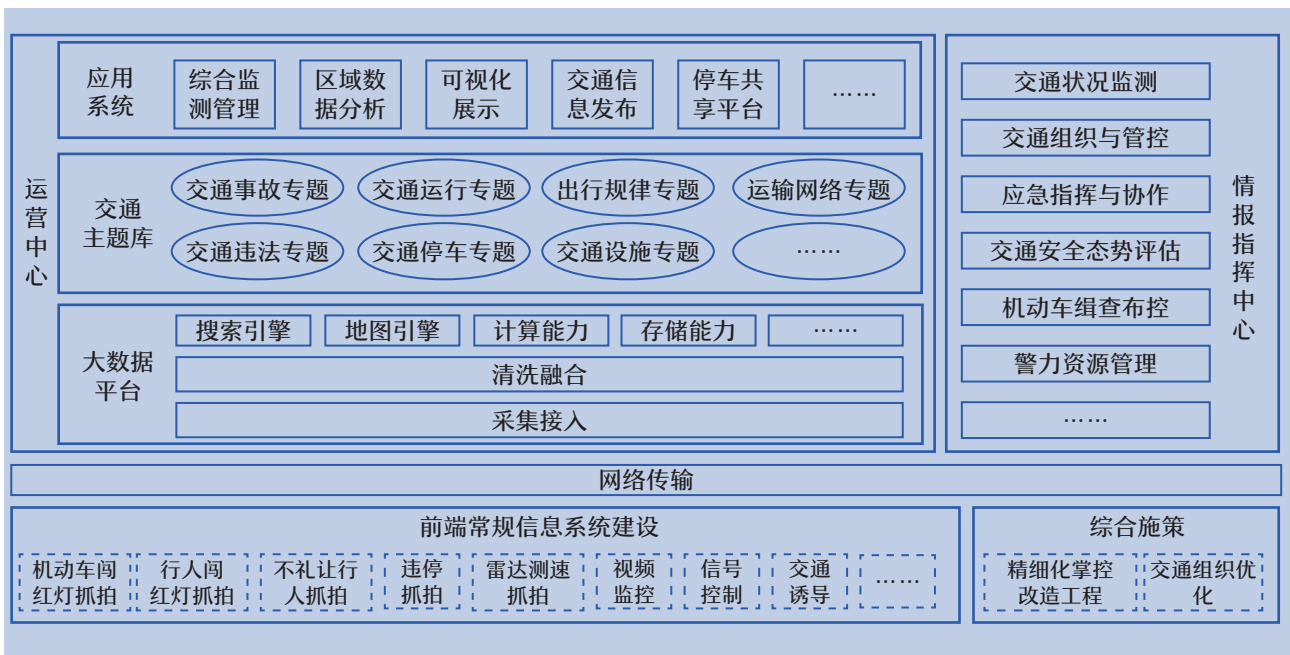 运营中心
应用
系统
综合监
测管理
区域数
据分析
可视化
展示
交通信
息发布
停车共
享平台
……
交通
主题库
交通事故专题
交通运行专题
出行规律专题
运输网络专题
交通违法专题
交通停车专题
交通设施专题
……
大数据
平台
搜索引擎
地图引擎
计算能力
存储能力
……
清洗融合
采集接入
情报指挥中心
交通状况监测
交通组织与管控
应急指挥与协作
交通安全态势评估
机动车缉查布控
警力资源管理
……
网络传输
前端常规信息系统建设
机动车闯
红灯抓拍
行人闯
红灯抓拍
不礼让行
人抓拍
违停
抓拍
雷达测速
抓拍
视频
监控
信号
控制
交通
诱导
……
综合施策
精细化掌控
改造工程
交通组织优
化